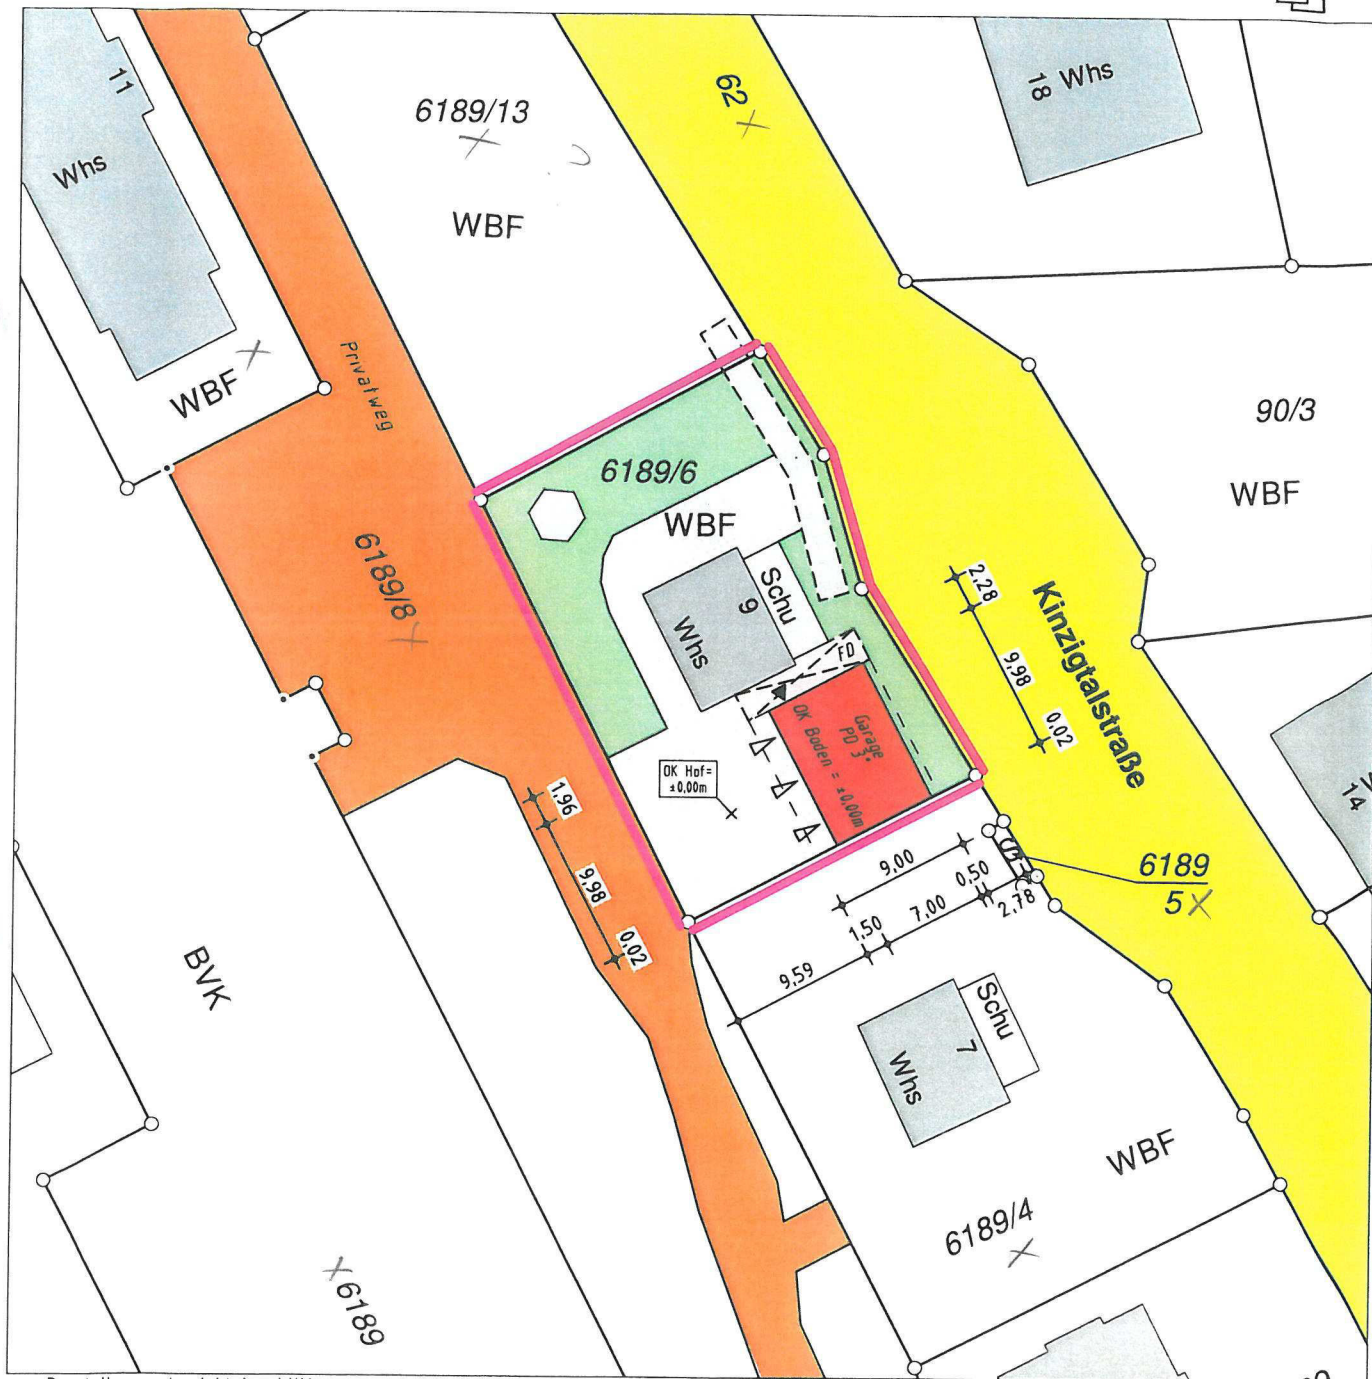 11
Whs
WBF
6189/13
WBF
62
18 Whs
Privatweg
6189/8
6189/6
WBF
9
Whs
Schu
FD
Garage
PD 3°
OK Boden = ±0,00m
OK Hof=
±0,00m
2,28
9,98
0,02
Kinzigtalstraße
90/3
WBF
14
6189
5
1,96
9,98
0,02
9,00
0,50
7,00
2,78
1,50
9,59
BVK
7
Whs
Schu
WBF
6189/4
6189